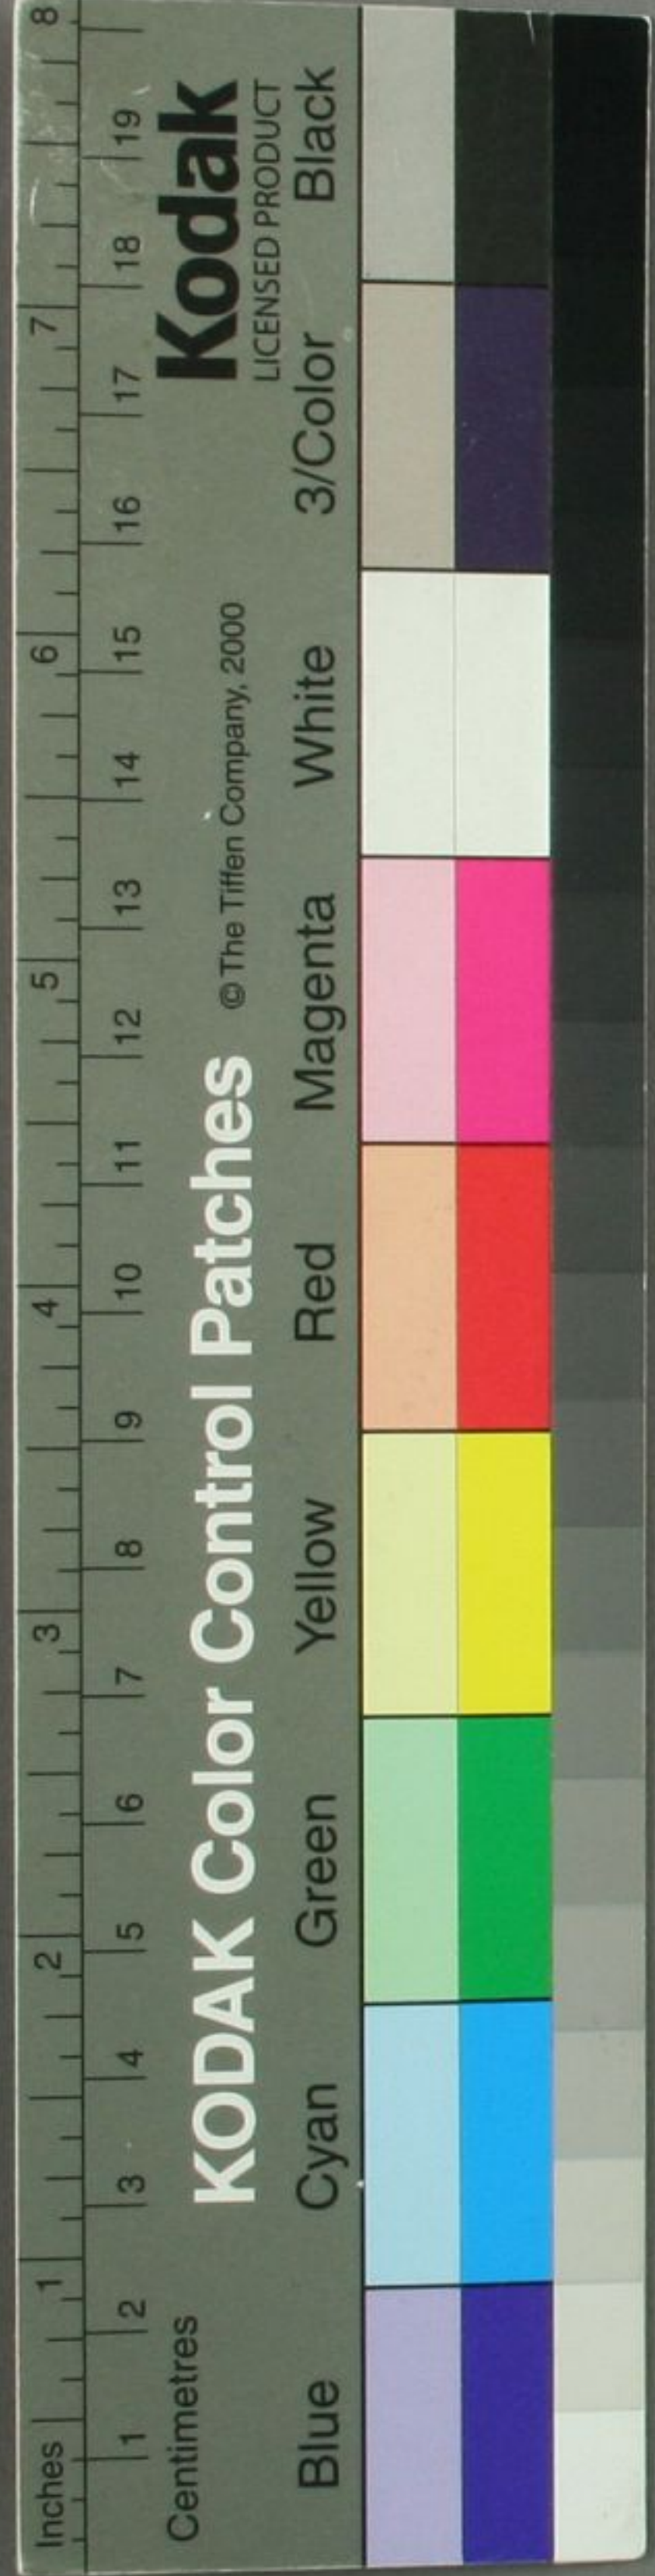 Inches 1 2 3 4 5 6 7 8
1 2 3 4 5 6 7 8 9 10 11 12 13 14 15 16 17 18 19
Centimetres
KODAK Color Control Patches © The Tiffen Company, 2000
Kodak
LICENSED PRODUCT
Blue Cyan Green Yellow Red Magenta White 3/Color Black